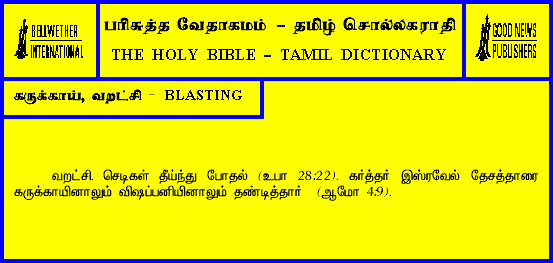 BELLWETHER
INTERNATIONAL
பரிசுத்த வேதாகமம் - தமிழ் சொல்லகராதி
THE HOLY BIBLE - TAMIL DICTIONARY
GOOD NEWS
PUBLISHERS
கருக்காய், வறட்சி - BLASTING
வறட்சி. செடிகள் தீய்ந்து போதல் (உபா 28:22). கர்த்தர் இஸ்ரவேல் தேசத்தாரை
கருக்காயினாலும் விஷப்பனியினாலும் தண்டித்தார் (ஆமோ 4:9).